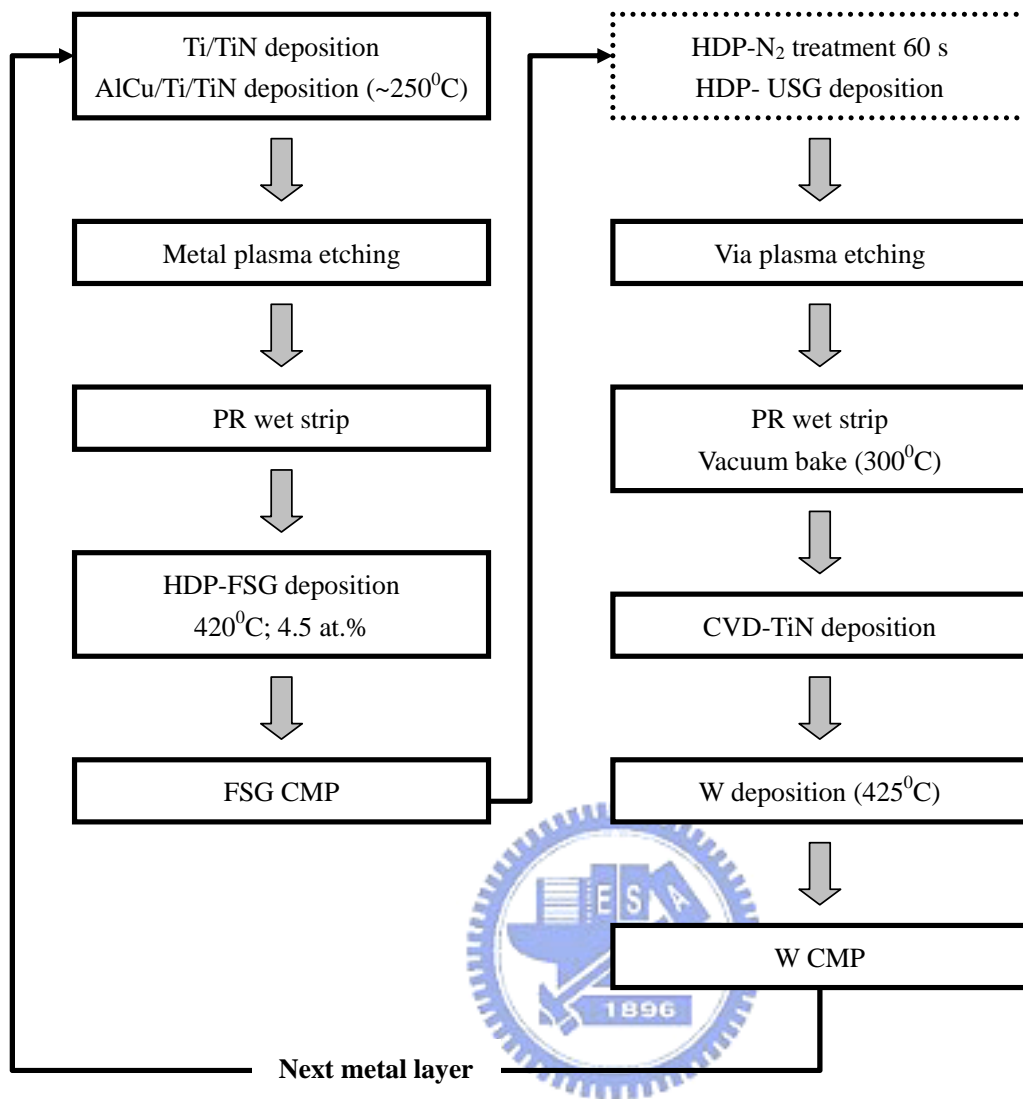 Ti/TiN deposition
AlCu/Ti/TiN deposition (~250⁰C)
Metal plasma etching
PR wet strip
HDP-FSG deposition
420⁰C; 4.5 at.%
FSG CMP
HDP-N₂ treatment 60 s
HDP- USG deposition
Via plasma etching
PR wet strip
Vacuum bake (300⁰C)
CVD-TiN deposition
W deposition (425⁰C)
W CMP
Next metal layer
E S A
1896